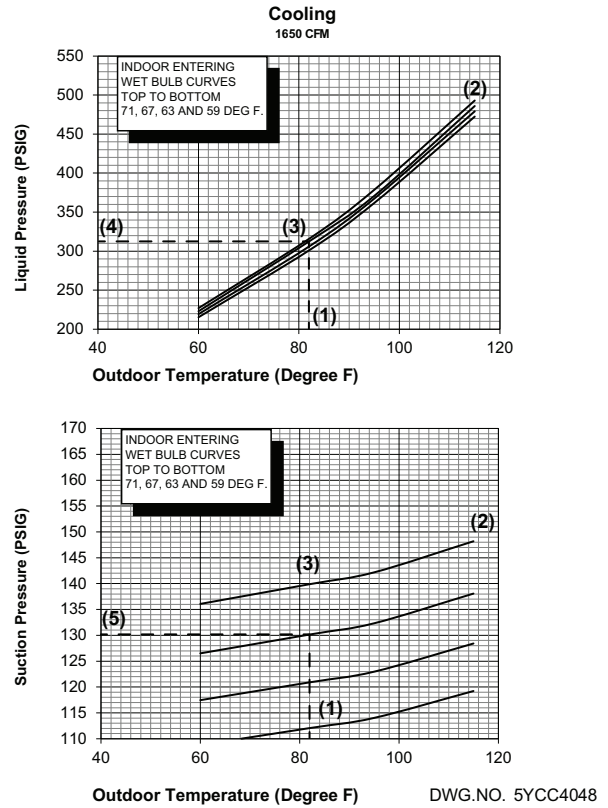 Cooling
1650 CFM
550
500
450
400
350
300
250
200
Liquid Pressure (PSIG)
INDOOR ENTERING
WET BULB CURVES
TOP TO BOTTOM
71, 67, 63 AND 59 DEG F.
(2)
(3)
(4)
(1)
40 60 80 100 120
Outdoor Temperature (Degree F)
170
165
160
155
150
145
140
135
130
125
120
115
110
Suction Pressure (PSIG)
INDOOR ENTERING
WET BULB CURVES
TOP TO BOTTOM
71, 67, 63 AND 59 DEG F.
(2)
(3)
(5)
(1)
40 60 80 100 120
Outdoor Temperature (Degree F) DWG.NO. 5YCC4048